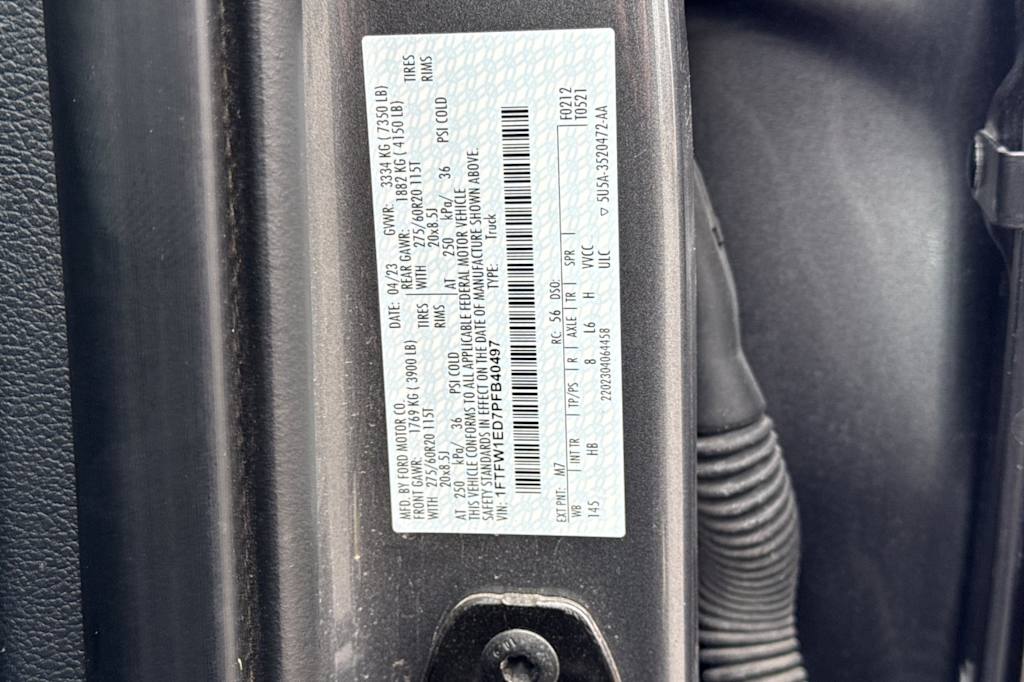 MFD. BY FORD MOTOR CO.
DATE: 04/23 GVWR: 3334 KG ( 7350 LB)
FRONT GAWR: 1769 KG ( 3900 LB) REAR GAWR: 1882 KG ( 4150 LB)
WITH 275/60R20 115T TIRES WITH 275/60R20 115T TIRES
20x8.5J RIMS 20x8.5J RIMS
AT 250 kPa/ 36 PSI COLD AT 250 kPa/ 36 PSI COLD
THIS VEHICLE CONFORMS TO ALL APPLICABLE FEDERAL MOTOR VEHICLE
SAFETY STANDARDS IN EFFECT ON THE DATE OF MANUFACTURE SHOWN ABOVE.
VIN: 1FTFW1ED7PFB40497 TYPE: Truck
F0212
T0521
EXT PNT: M7 RC: 56 DSO:
WB INT TR TP/PS R AXLE TR SPR
145 HB 8 L6 H VVCC
ULC
2202304064458 ▽ 5U5A-3520472-AA